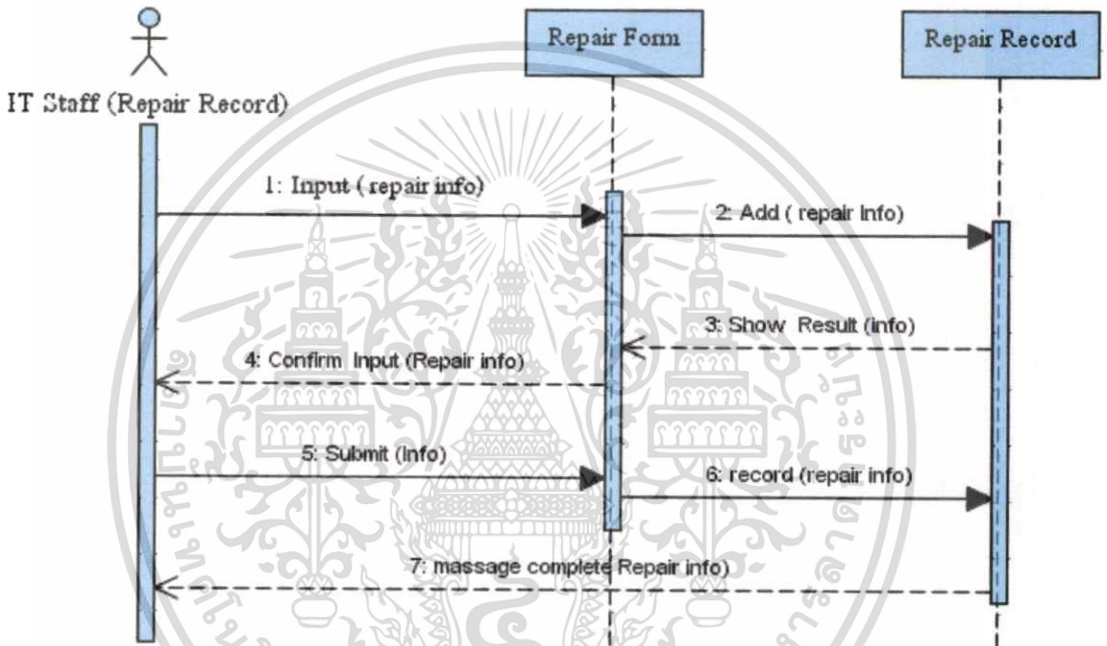 Repair Form
Repair Record
IT Staff (Repair Record)
1: Input ( repair info)
2: Add ( repair Info)
3: Show Result (info)
4: Confirm Input (Repair info)
5: Submit (Info)
6: record (repair info)
7: massage complete Repair info)